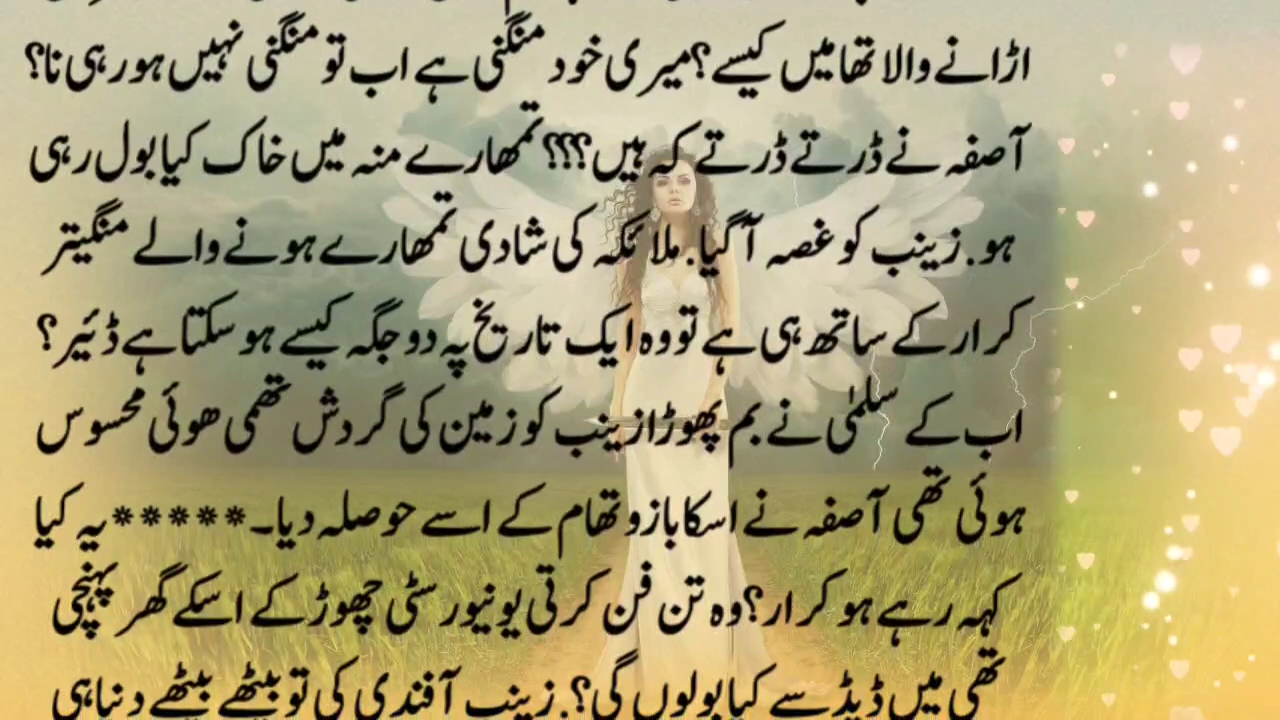 اڑانے والا تھا میں کیسے؟ میری خود منگنی ہے اب تو منگنی نہیں ہو رہی نا؟
آصفہ نے ڈرتے ڈرتے کہ ہیں؟؟؟ تمھارے منہ میں خاک کیا بول رہی
ہو. زینب کو غصہ آ گیا. ملائکہ کی شادی تمھارے ہونے والے منگیتر
کرار کے ساتھ ہی ہے تو وہ ایک تاریخ پہ دو جگہ کیسے ہو سکتا ہے ڈئیر؟
اب کے سلمٰی نے بم پھوڑا زینب کو زمین کی گردش تھمی ھوئی محسوس
ہوئی تھی آصفہ نے اسکا بازو تھام کے اسے حوصلہ دیا۔*****یہ کیا
کہہ رہے ہو کرار؟ وہ تن فن کرتی یونیورسٹی چھوڑ کے اسکے گھر پہنچی
تھی میں ڈیڈ سے کیا بولوں گی؟. زینب آفندی کی تو بیٹھے بیٹھے دنیا ہی